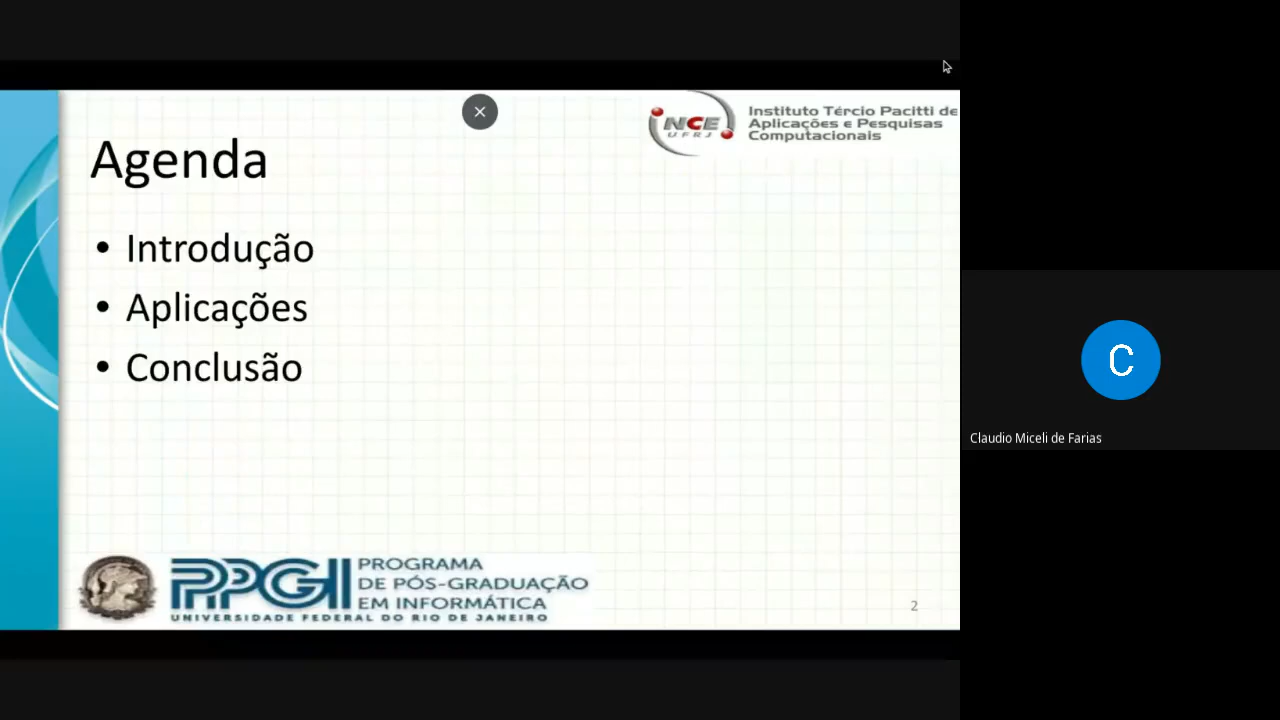 Agenda
• Introdução
• Aplicações
• Conclusão
NCE
UFRJ
Instituto Tércio Pacitti de
Aplicações e Pesquisas
Computacionais
PPGI
PROGRAMA
DE PÓS-GRADUAÇÃO
EM INFORMÁTICA
UNIVERSIDADE FEDERAL DO RIO DE JANEIRO
2
C
Claudio Miceli de Farias